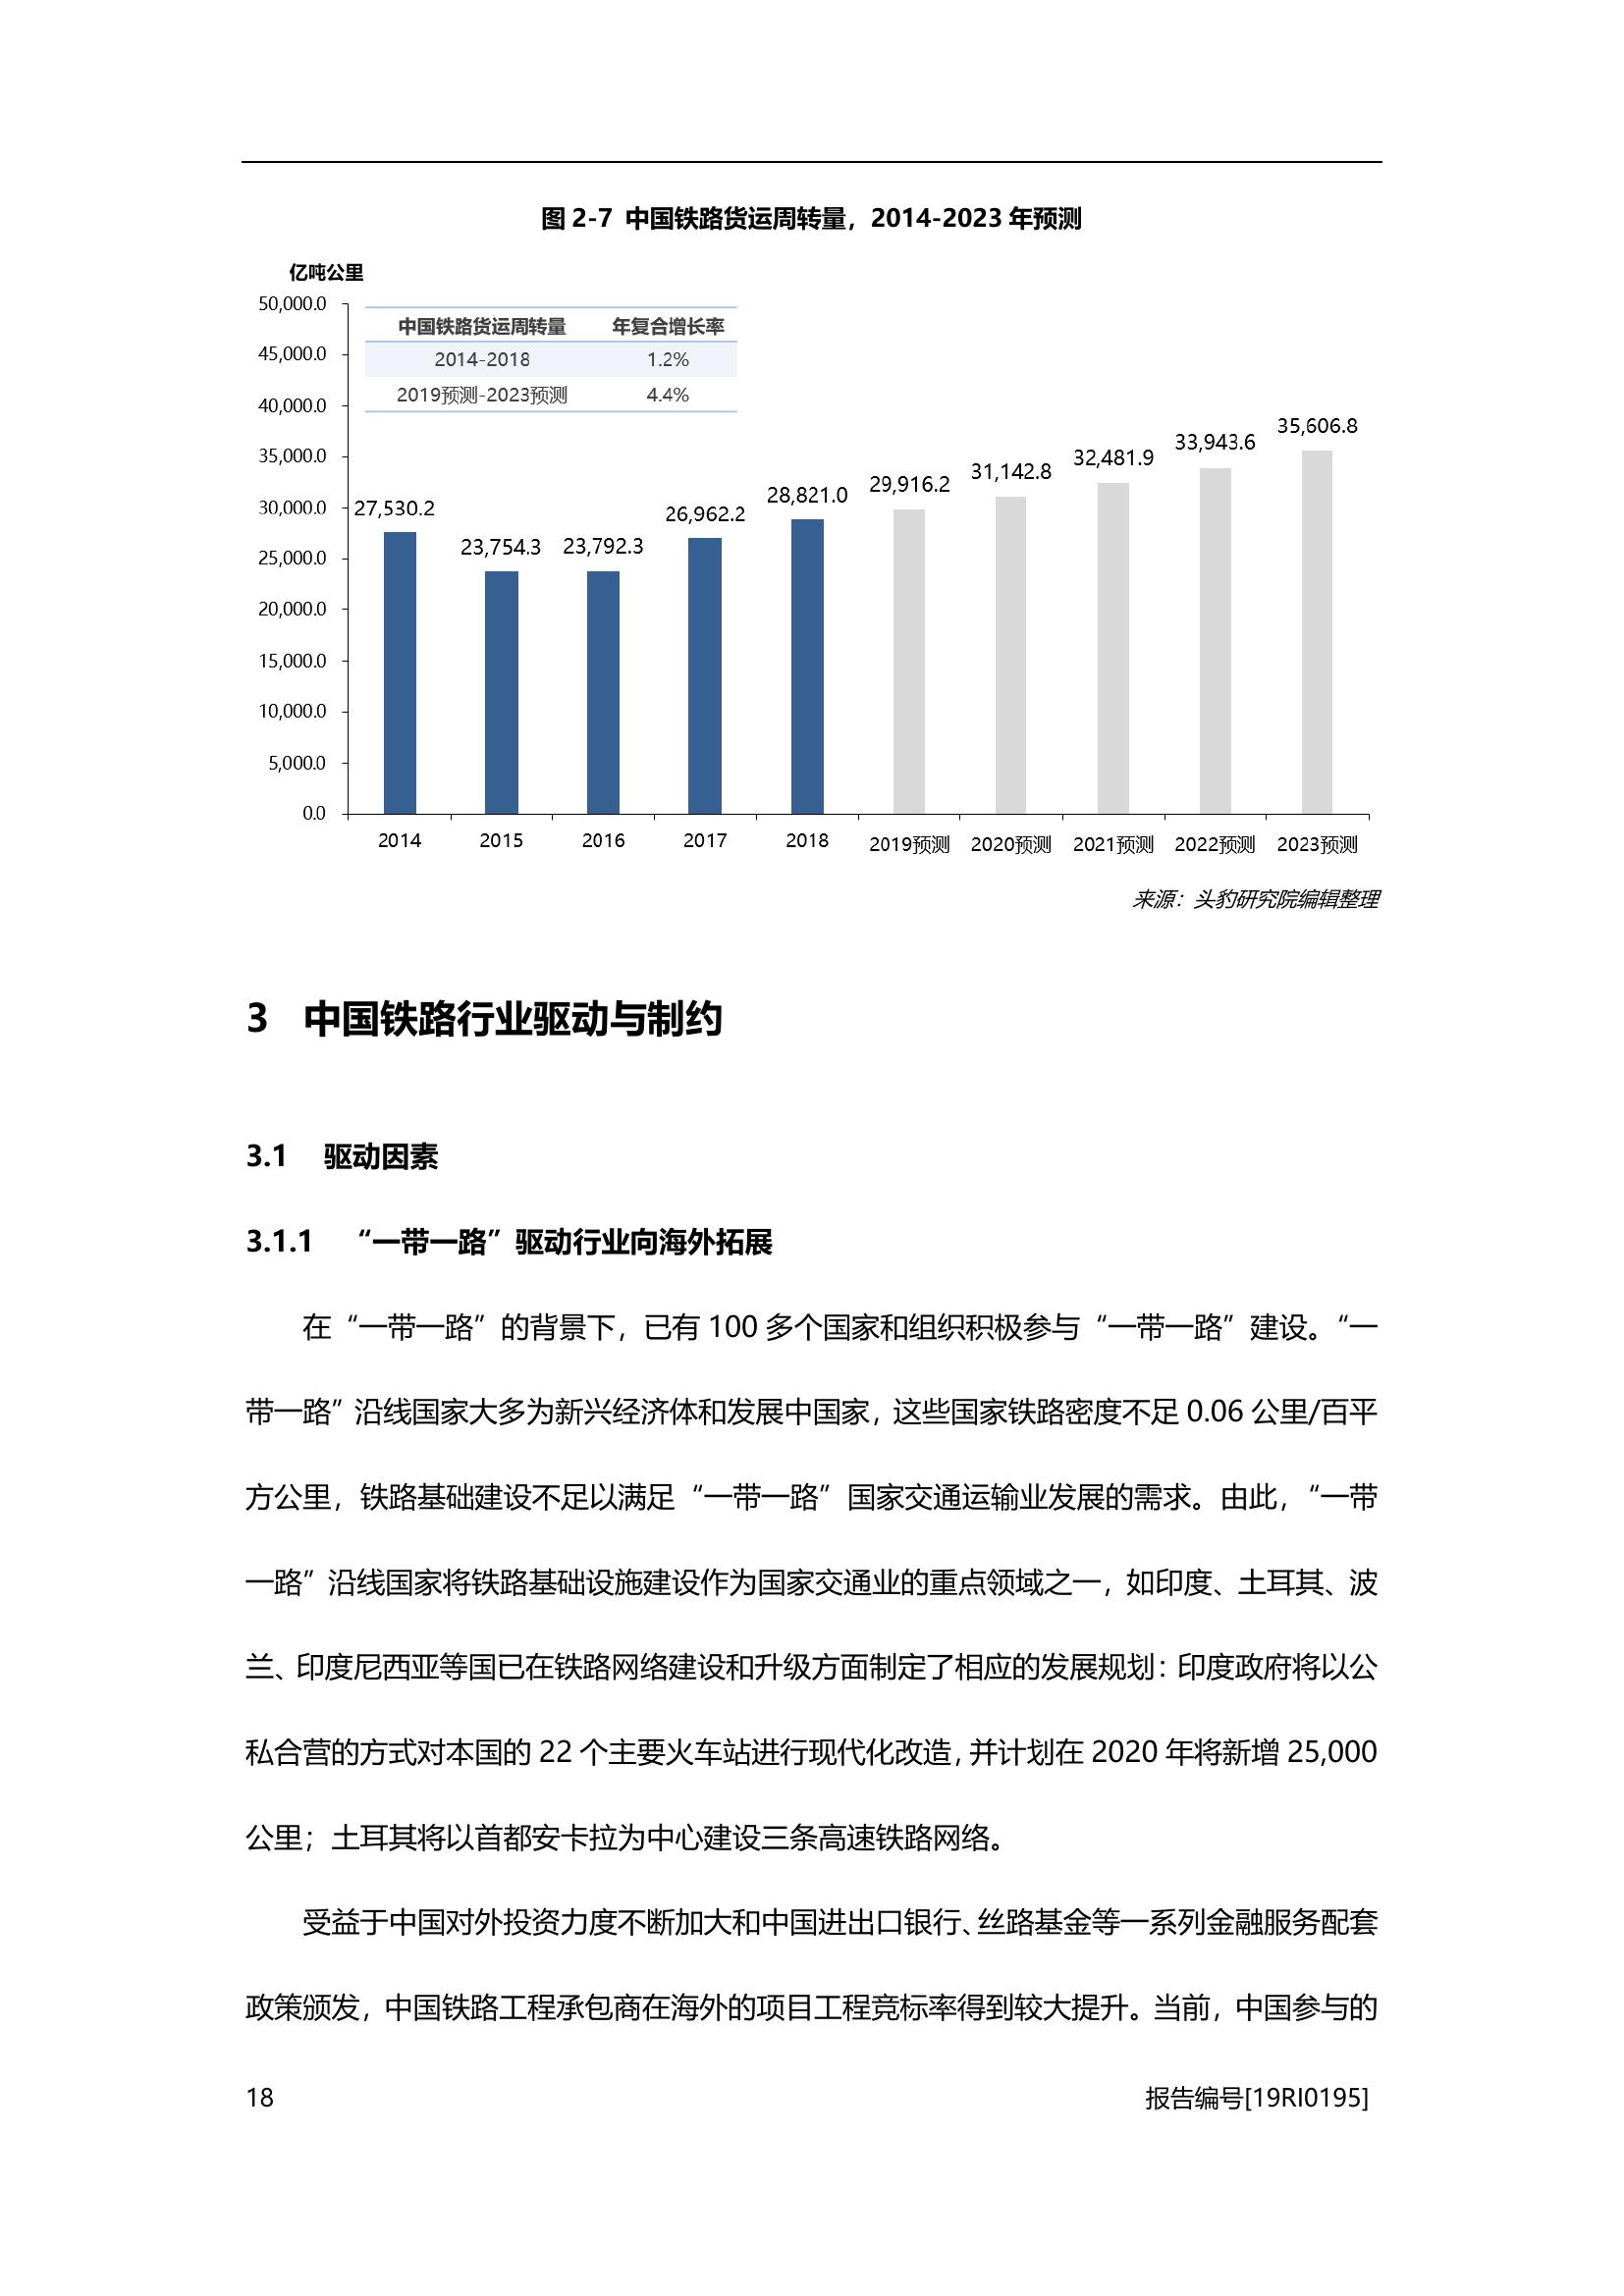 图 2-7 中国铁路货运周转量，2014-2023 年预测
亿吨公里
50,000.0
45,000.0
40,000.0
35,000.0
30,000.0
25,000.0
20,000.0
15,000.0
10,000.0
5,000.0
0.0
中国铁路货运周转量 年复合增长率
2014-2018 1.2%
2019预测-2023预测 4.4%
27,530.2 23,754.3 23,792.3 26,962.2 28,821.0 29,916.2 31,142.8 32,481.9 33,943.6 35,606.8
2014 2015 2016 2017 2018 2019预测 2020预测 2021预测 2022预测 2023预测
来源：头豹研究院编辑整理
3 中国铁路行业驱动与制约
3.1 驱动因素
3.1.1 “一带一路”驱动行业向海外拓展
在“一带一路”的背景下，已有 100 多个国家和组织积极参与“一带一路”建设。“一
带一路”沿线国家大多为新兴经济体和发展中国家，这些国家铁路密度不足 0.06 公里/百平
方公里，铁路基础建设不足以满足“一带一路”国家交通运输业发展的需求。由此，“一带
一路”沿线国家将铁路基础设施建设作为国家交通业的重点领域之一，如印度、土耳其、波
兰、印度尼西亚等国已在铁路网络建设和升级方面制定了相应的发展规划：印度政府将以公
私合营的方式对本国的 22 个主要火车站进行现代化改造，并计划在 2020 年将新增 25,000
公里；土耳其将以首都安卡拉为中心建设三条高速铁路网络。
受益于中国对外投资力度不断加大和中国进出口银行、丝路基金等一系列金融服务配套
政策颁发，中国铁路工程承包商在海外的项目工程竞标率得到较大提升。当前，中国参与的
18 报告编号[19RI0195]